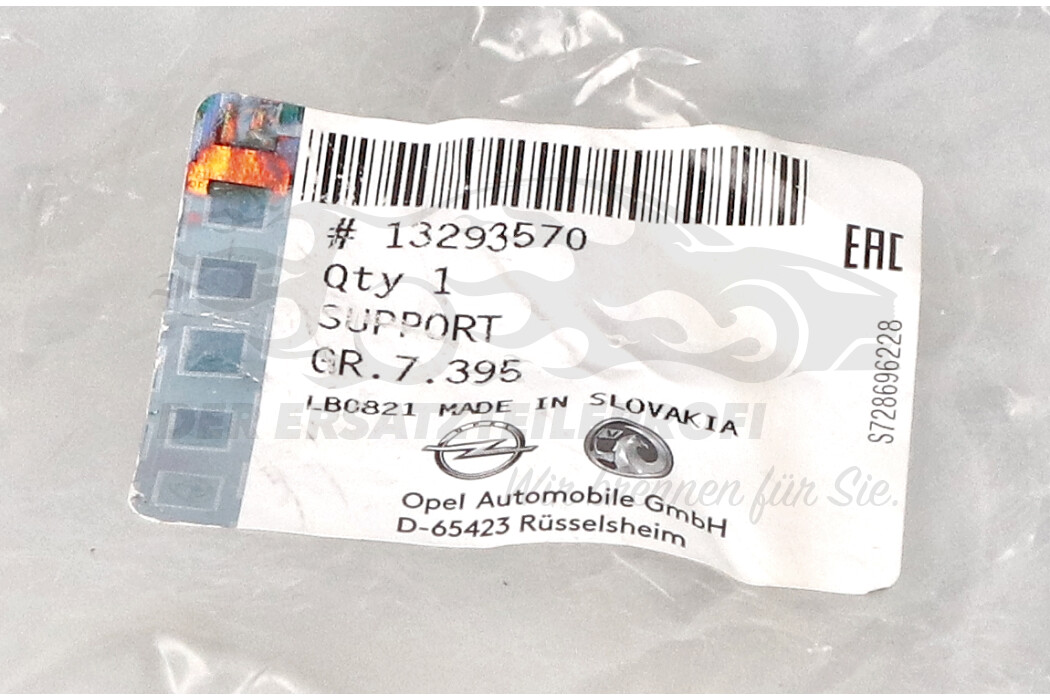 # 13293570
EAC
Qty 1
SUPPORT
GR.7.395
LB0821 MADE IN SLOVAKIA
S728696228
DER ERSATZTEILEPROFI
Wir brennen für Sie.
Opel Automobile GmbH
D-65423 Rüsselsheim